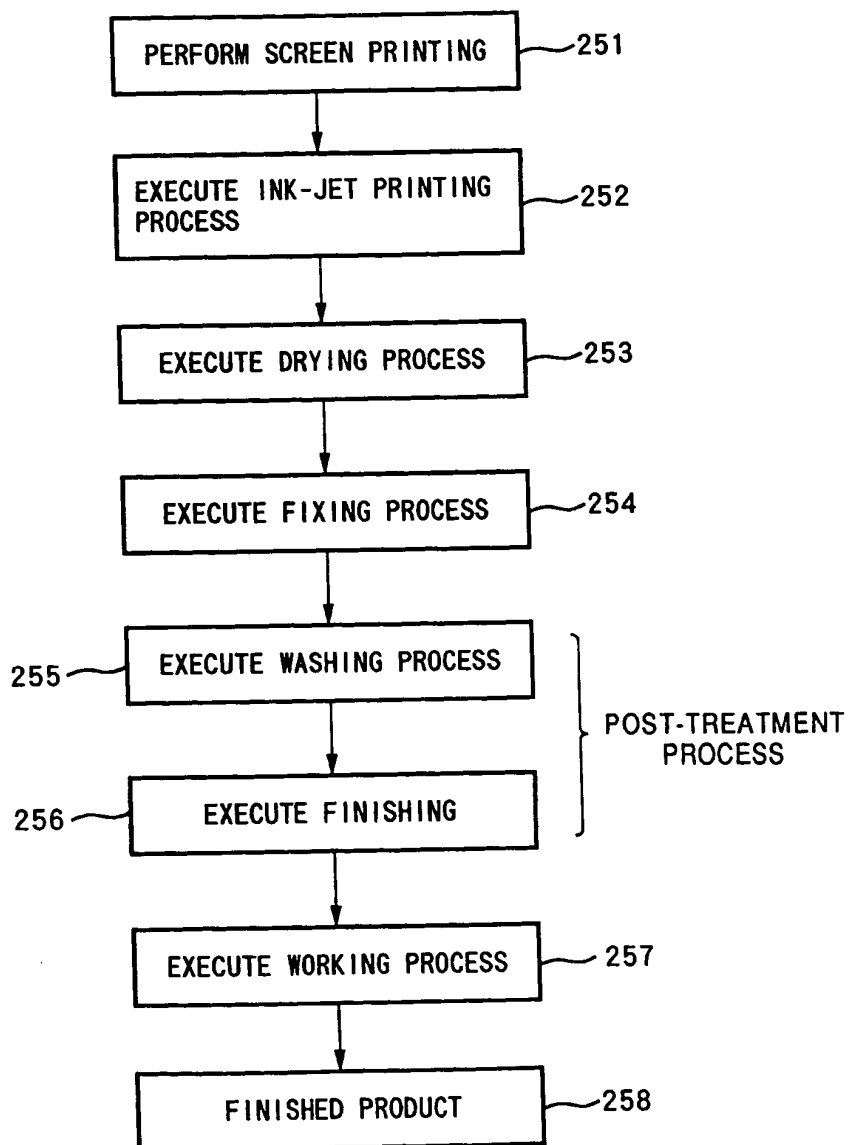 PERFORM SCREEN PRINTING
251
EXECUTE INK-JET PRINTING
PROCESS
252
EXECUTE DRYING PROCESS
253
EXECUTE FIXING PROCESS
254
EXECUTE WASHING PROCESS
255
POST-TREATMENT
PROCESS
EXECUTE FINISHING
256
EXECUTE WORKING PROCESS
257
FINISHED PRODUCT
258